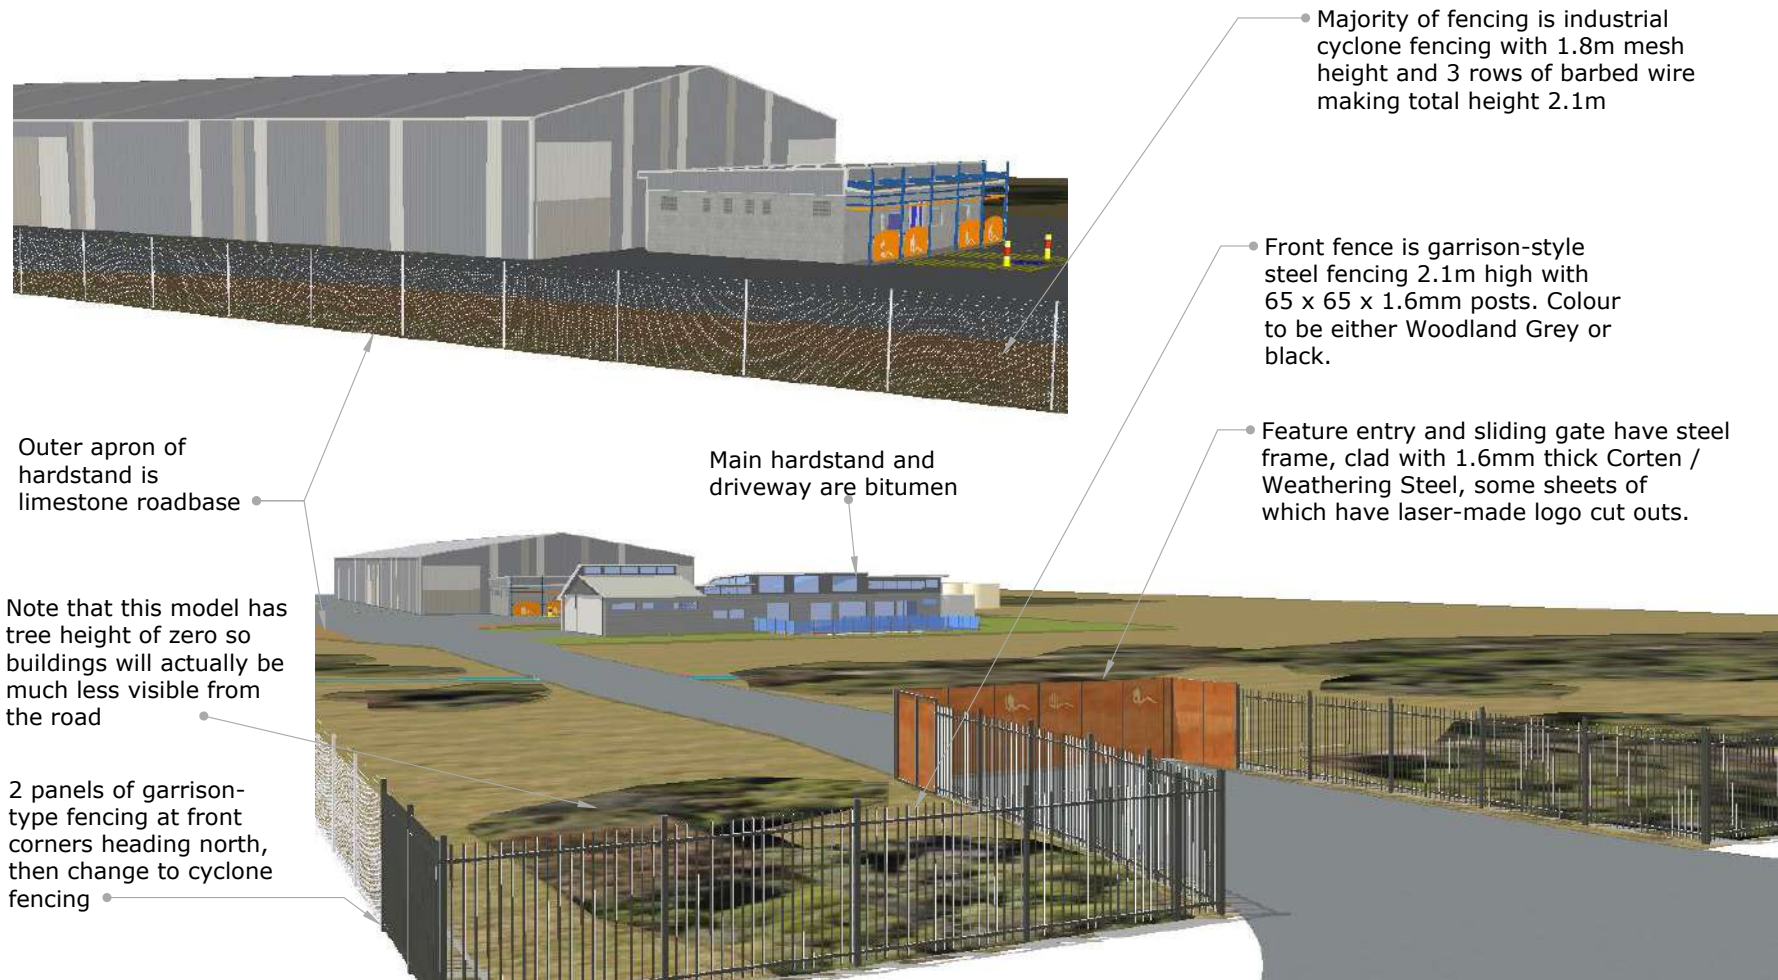 Majority of fencing is industrial
cyclone fencing with 1.8m mesh
height and 3 rows of barbed wire
making total height 2.1m
Front fence is garrison-style
steel fencing 2.1m high with
65 x 65 x 1.6mm posts. Colour
to be either Woodland Grey or
black.
Feature entry and sliding gate have steel
frame, clad with 1.6mm thick Corten /
Weathering Steel, some sheets of
which have laser-made logo cut outs.
Outer apron of
hardstand is
limestone roadbase
Main hardstand and
driveway are bitumen
Note that this model has
tree height of zero so
buildings will actually be
much less visible from
the road
2 panels of garrison-
type fencing at front
corners heading north,
then change to cyclone
fencing